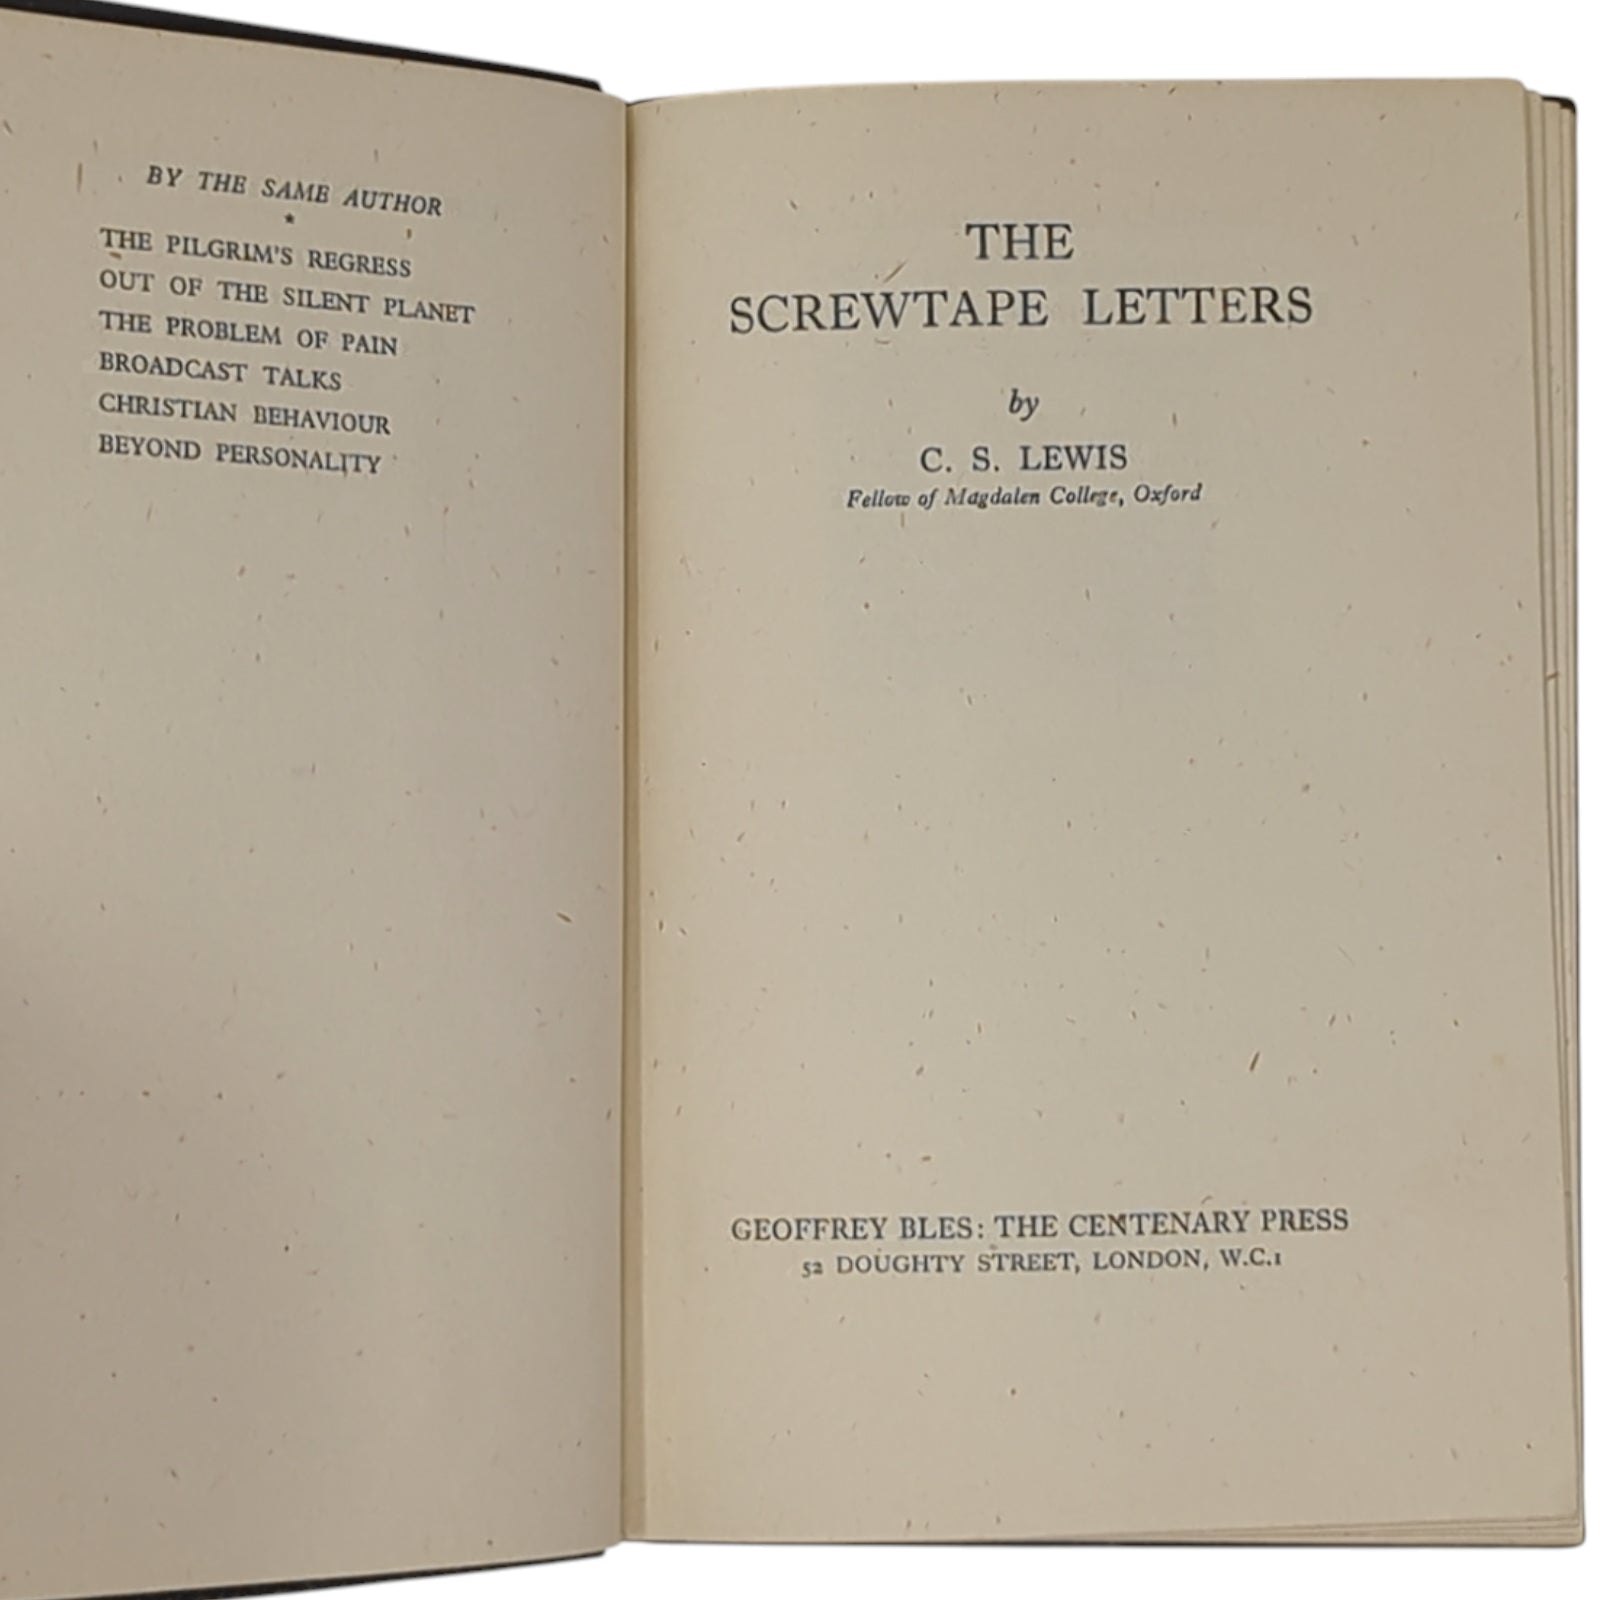 BY THE SAME AUTHOR
*
THE PILGRIM'S REGRESS
OUT OF THE SILENT PLANET
THE PROBLEM OF PAIN
BROADCAST TALKS
CHRISTIAN BEHAVIOUR
BEYOND PERSONALITY
THE
SCREWTAPE LETTERS
by
C. S. LEWIS
Fellow of Magdalen College, Oxford
GEOFFREY BLES: THE CENTENARY PRESS
52 DOUGHTY STREET, LONDON, W.C.1